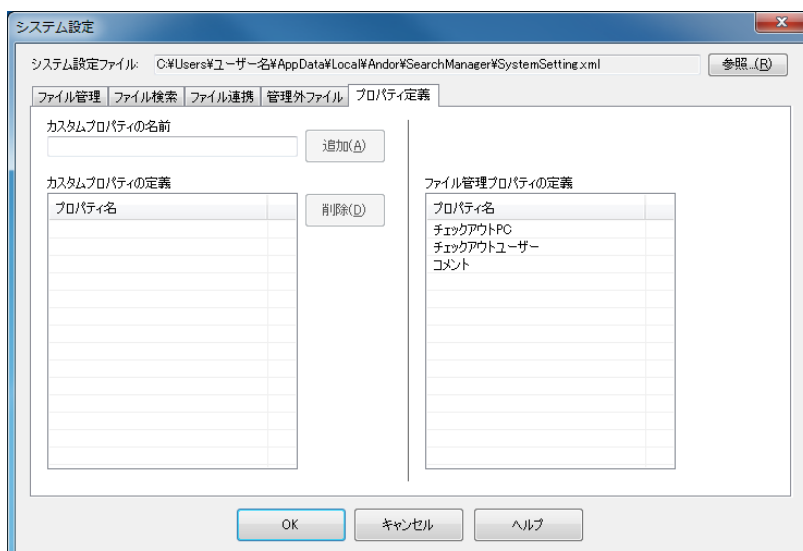 システム設定
システム設定ファイル: C:¥Users¥ユーザー名¥AppData¥Local¥Andor¥SearchManager¥SystemSetting.xml 参照...(R)
ファイル管理 ファイル検索 ファイル連携 管理外ファイル プロパティ定義
カスタムプロパティの名前
追加(A)
カスタムプロパティの定義
プロパティ名
削除(D)
ファイル管理プロパティの定義
プロパティ名
チェックアウトPC
チェックアウトユーザー
コメント
OK キャンセル ヘルプ